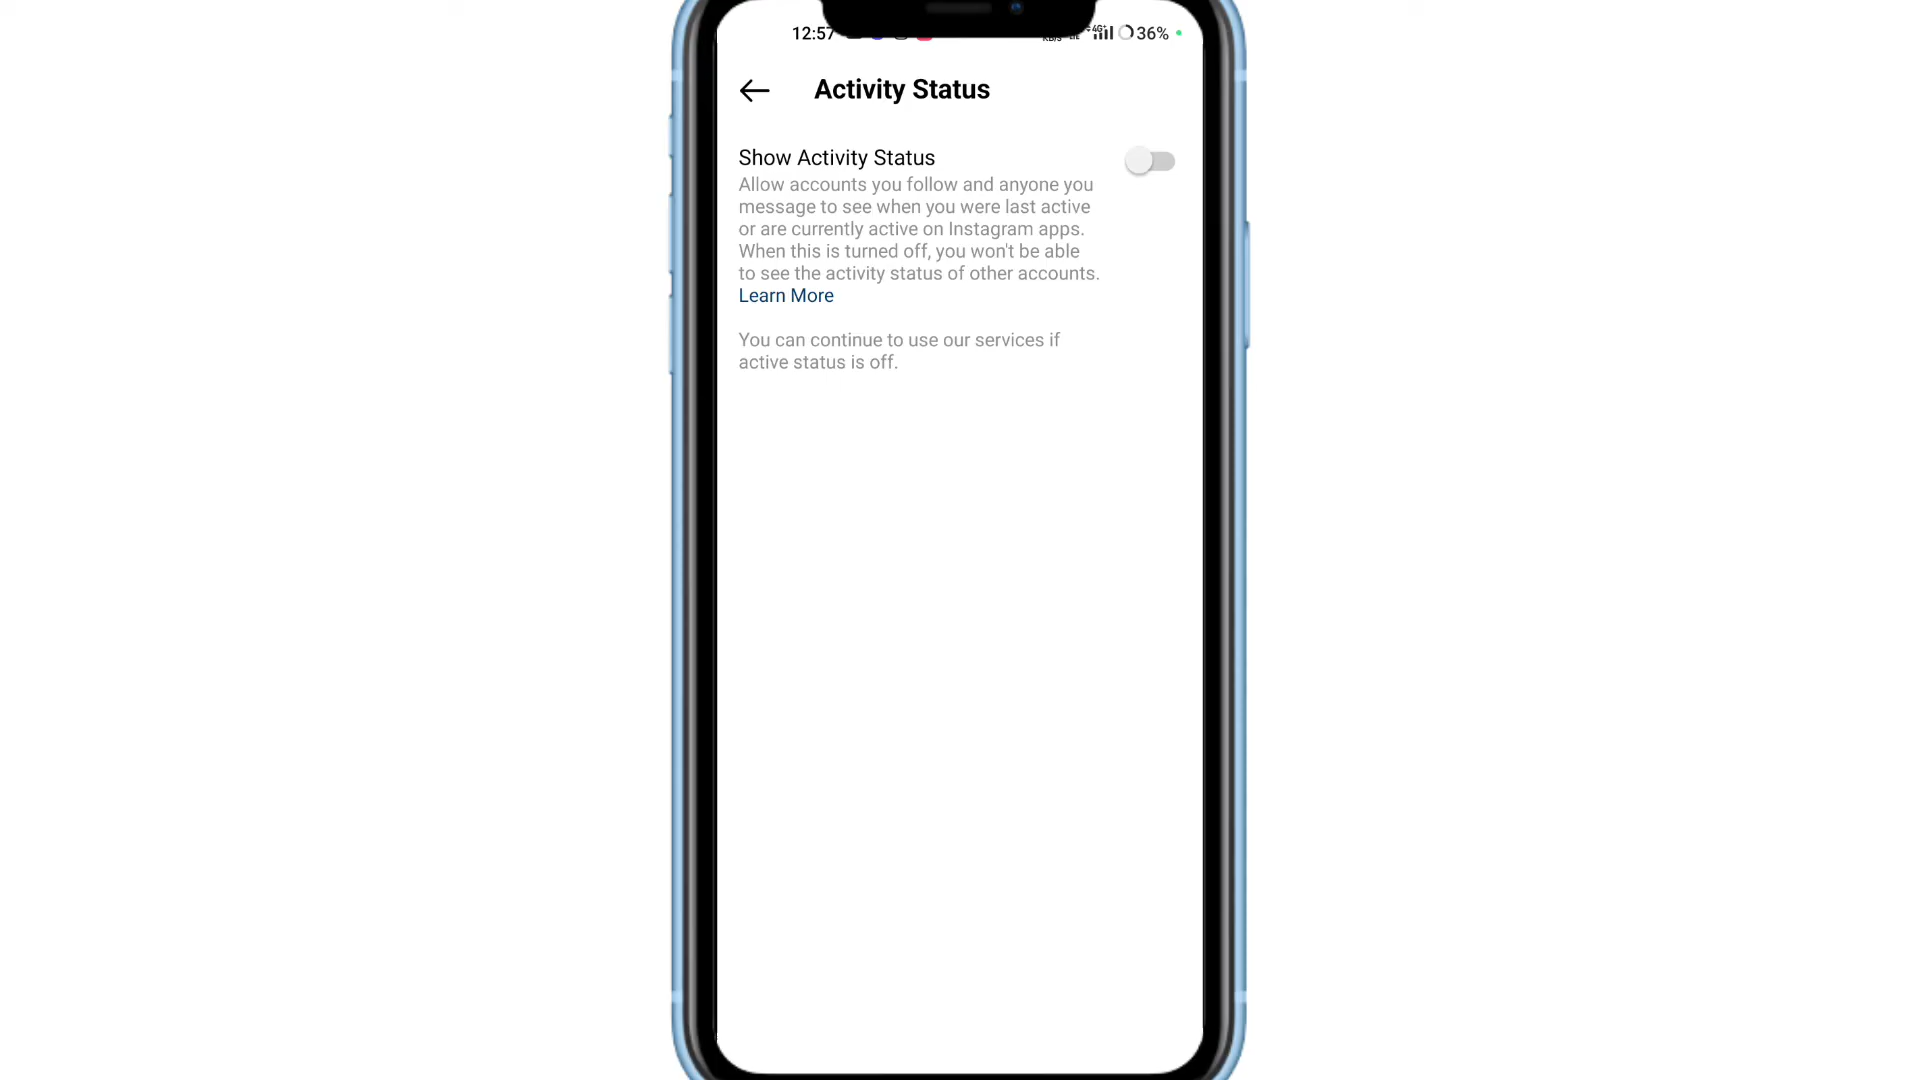 12:57 4G+ 36%
Activity Status
Show Activity Status
Allow accounts you follow and anyone you
message to see when you were last active
or are currently active on Instagram apps.
When this is turned off, you won't be able
to see the activity status of other accounts.
Learn More
You can continue to use our services if
active status is off.